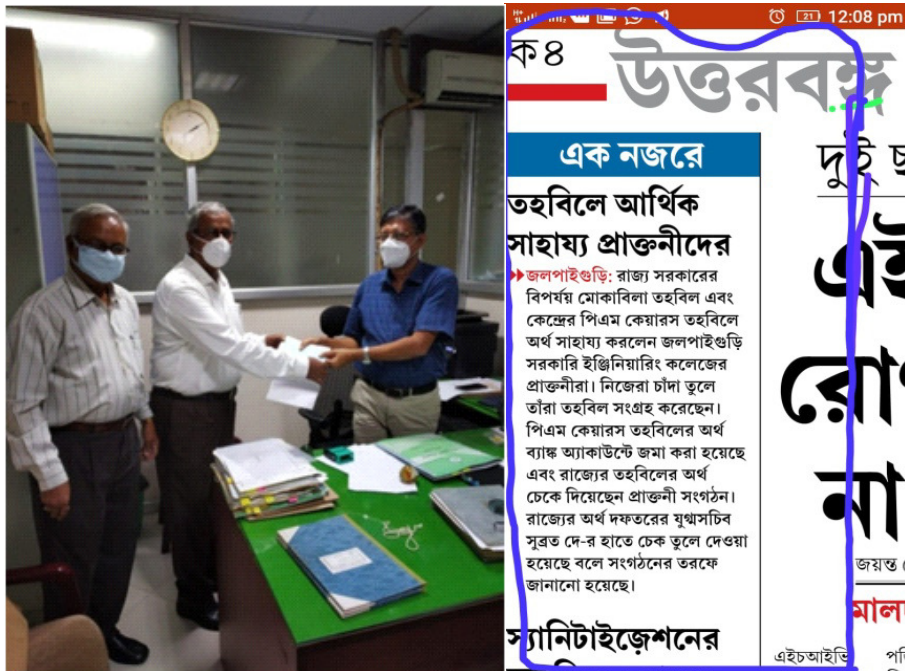 12:08 pm
ক৪
উত্তরবঙ্গ
এক নজরে
তহবিলে আর্থিক
সাহায্য প্রাক্তনীদের
জলপাইগুড়ি: রাজ্য সরকারের
বিপর্যয় মোকাবিলা তহবিল এবং
কেন্দ্রের পিএম কেয়ারস তহবিলে
অর্থ সাহায্য করলেন জলপাইগুড়ি
সরকারি ইঞ্জিনিয়ারিং কলেজের
প্রাক্তনীরা। নিজেরা চাঁদা তুলে
তাঁরা তহবিল সংগ্রহ করেছেন।
পিএম কেয়ারস তহবিলের অর্থ
ব্যাঙ্ক অ্যাকাউন্টে জমা করা হয়েছে
এবং রাজ্যের তহবিলের অর্থ
চেকে দিয়েছেন প্রাক্তনী সংগঠন।
রাজ্যের অর্থ দফতরের যুগ্মসচিব
সুব্রত দে-র হাতে চেক তুলে দেওয়া
হয়েছে বলে সংগঠনের তরফে
জানানো হয়েছে।
স্যানিটাইজ়েশনের
দুই
জয়ন্ত
এইচআইভি